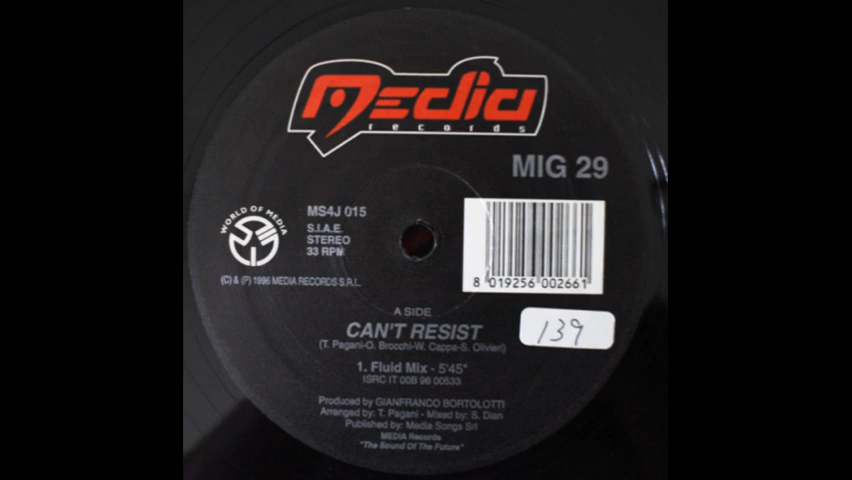 Media
records
MIG 29
WORLD OF MEDIA
MS4J 015
S.I.A.E.
STEREO
33 RPM
(C) & (P) 1996 MEDIA RECORDS S.R.L.
8 019256 002661
A SIDE
CAN'T RESIST
(T. Pagani-O. Brocchi-W. Cappa-S. Olivieri)
139
1. Fluid Mix - 5'45"
ISRC IT 00B 96 00533
Produced by GIANFRANCO BORTOLOTTI
Arranged by: T. Pagani - Mixed by: S. Dian
Published by: Media Songs Srl
MEDIA Records
"The Sound Of The Future"